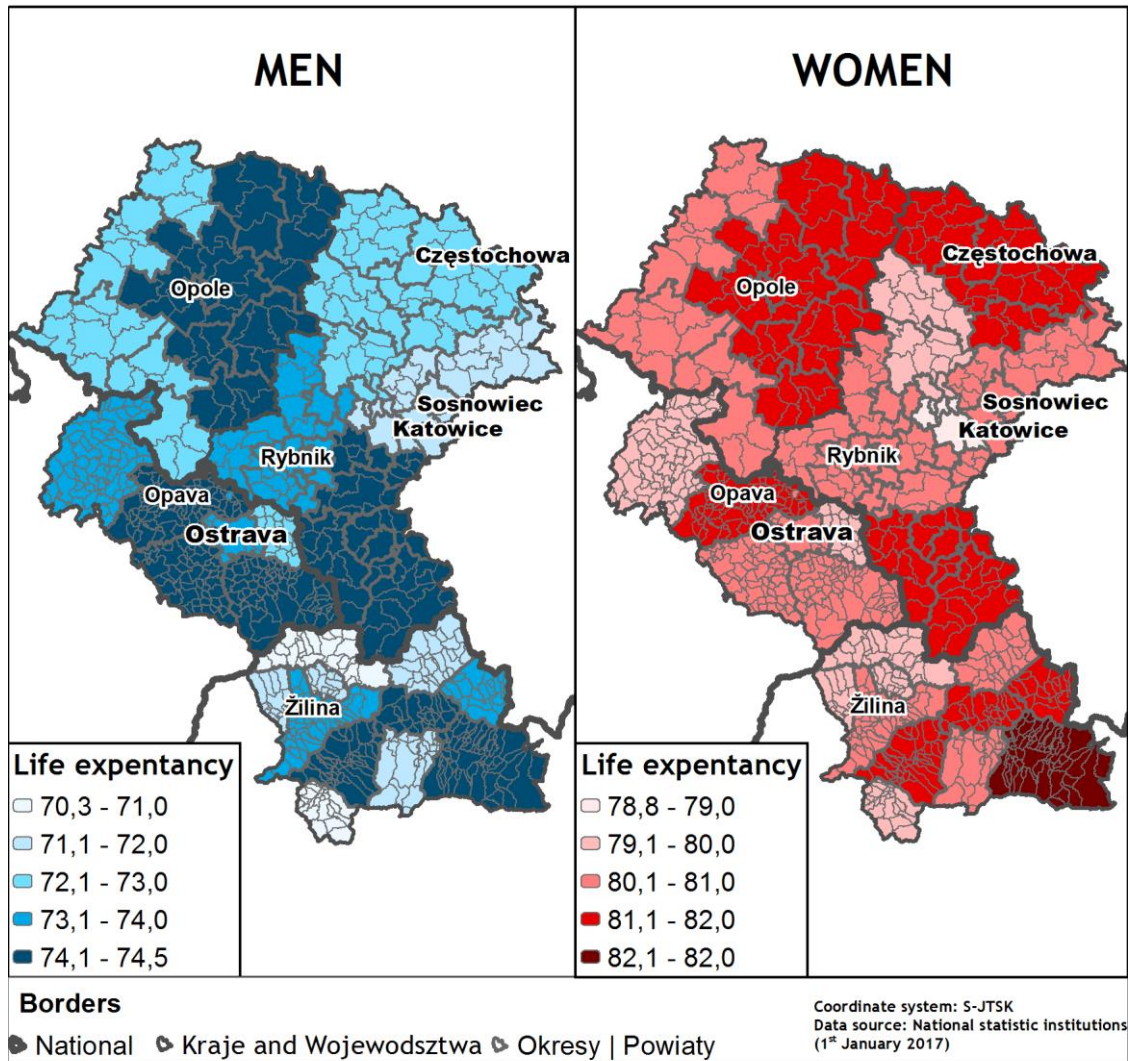 MEN
Częstochowa
Opole
Sosnowiec
Katowice
Rybnik
Opava
Ostrava
Žilina
Life expentancy
70,3 - 71,0
71,1 - 72,0
72,1 - 73,0
73,1 - 74,0
74,1 - 74,5
WOMEN
Częstochowa
Opole
Sosnowiec
Katowice
Rybnik
Opava
Ostrava
Žilina
Life expentancy
78,8 - 79,0
79,1 - 80,0
80,1 - 81,0
81,1 - 82,0
82,1 - 82,0
Borders
National Kraje and Wojewodsztwa Okresy | Powiaty
Coordinate system: S-JTSK
Data source: National statistic institutions
(1st January 2017)